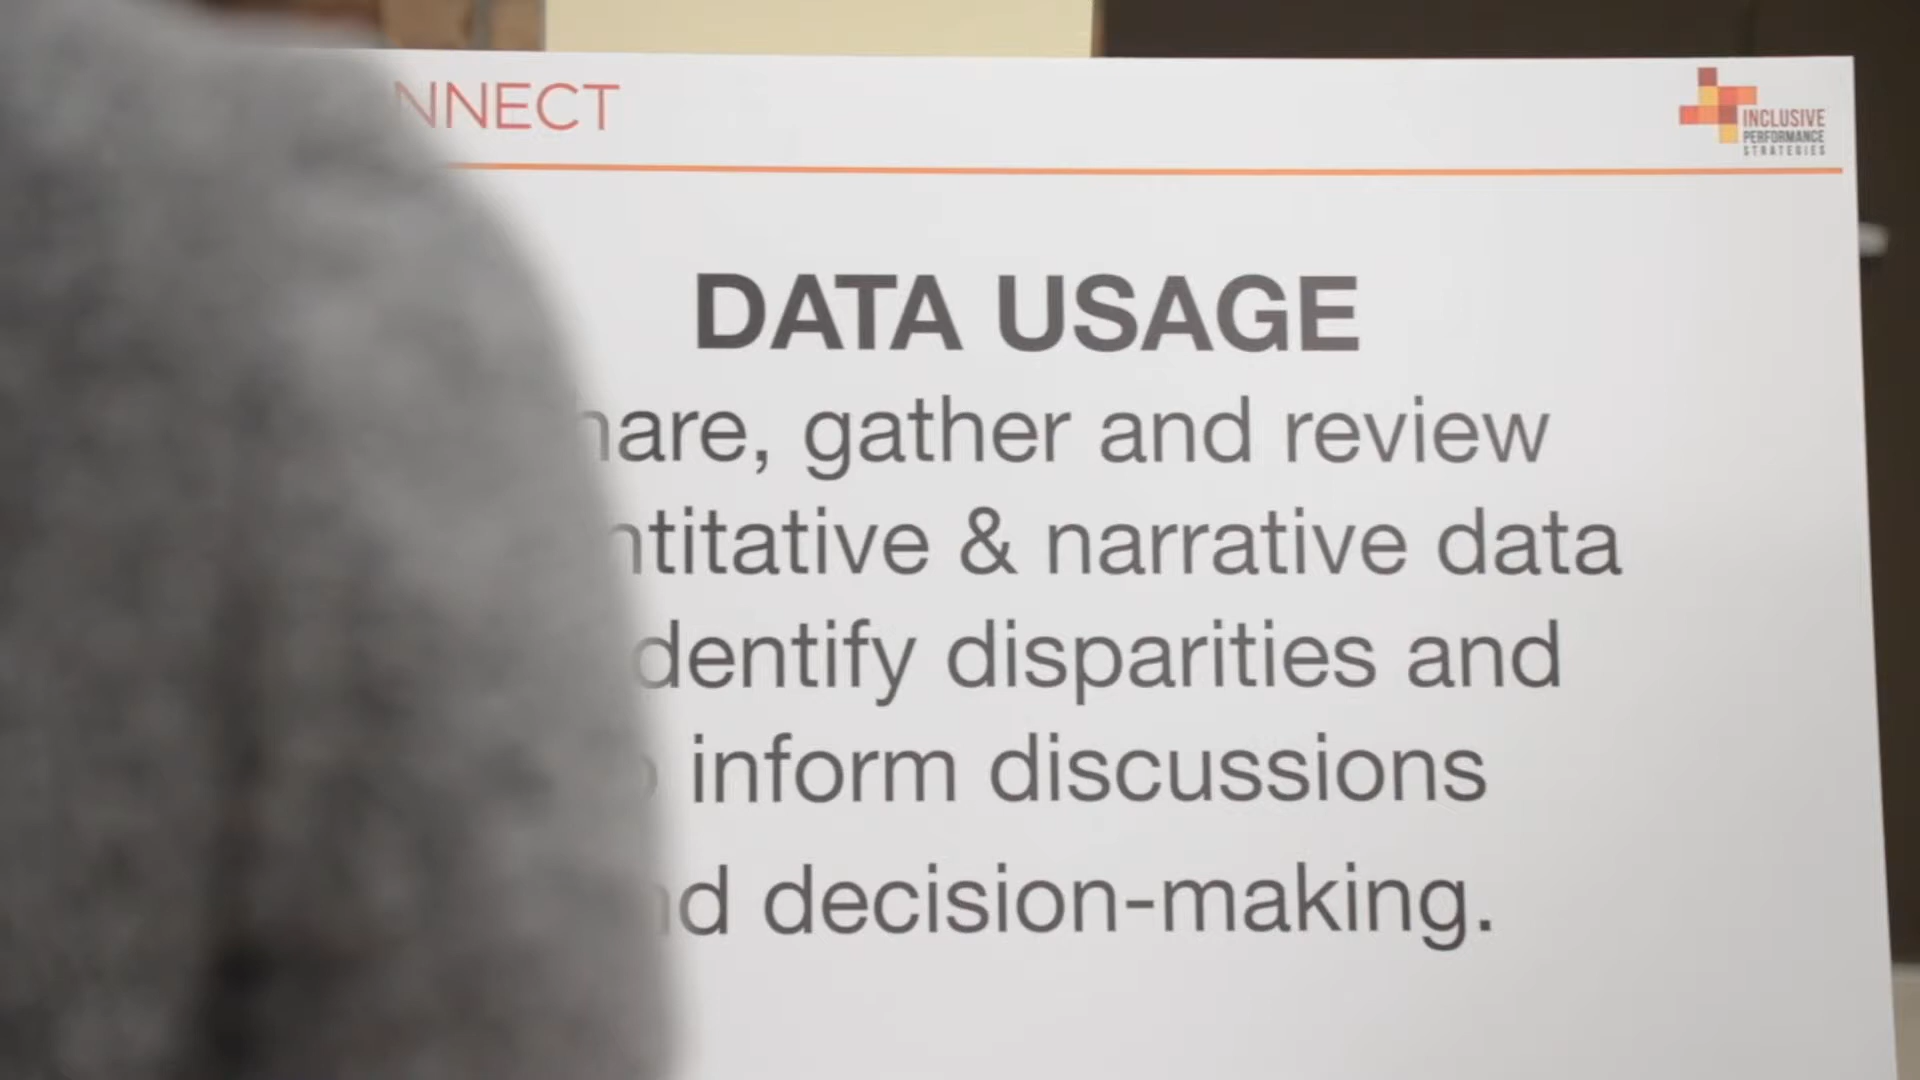 NNECT
INCLUSIVE
PERFORMANCE
STRATEGIES
DATA USAGE
hare, gather and review
ntitative & narrative data
dentify disparities and
inform discussions
nd decision-making.